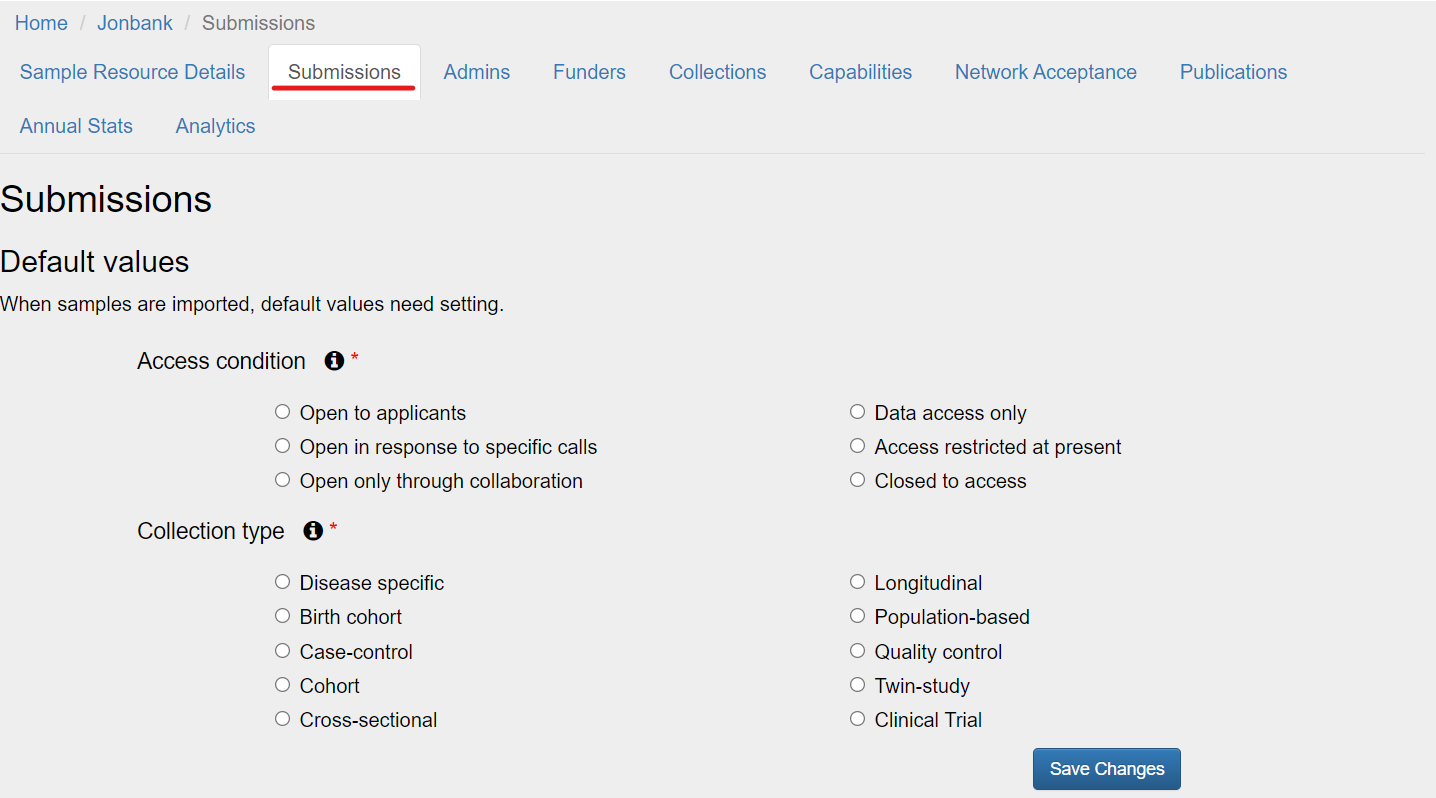 Home / Jonbank / Submissions
Sample Resource Details Submissions Admins Funders Collections Capabilities Network Acceptance Publications
Annual Stats Analytics
Submissions
Default values
When samples are imported, default values need setting.
Access condition *
Open to applicants Data access only
Open in response to specific calls Access restricted at present
Open only through collaboration Closed to access
Collection type *
Disease specific Longitudinal
Birth cohort Population-based
Case-control Quality control
Cohort Twin-study
Cross-sectional Clinical Trial
Save Changes